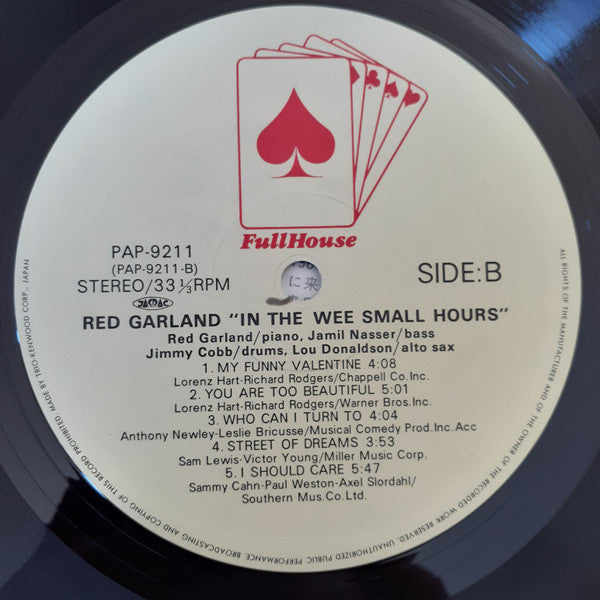 FullHouse
PAP-9211
(PAP-9211-B)
STEREO/33 ⅓RPM
JASRAC
SIDE:B
に来
RED GARLAND “IN THE WEE SMALL HOURS”
Red Garland/piano, Jamil Nasser/bass
Jimmy Cobb/drums, Lou Donaldson/alto sax
1. MY FUNNY VALENTINE 4:08
Lorenz Hart-Richard Rodgers/Chappell Co.Inc.
2. YOU ARE TOO BEAUTIFUL 5:01
Lorenz Hart-Richard Rodgers/Warner Bros.Inc.
3. WHO CAN I TURN TO 4:04
Anthony Newley-Leslie Bricusse/Musical Comedy Prod.Inc.Acc
4. STREET OF DREAMS 3:53
Sam Lewis-Victor Young/Miller Music Corp.
5. I SHOULD CARE 5:47
Sammy Cahn-Paul Weston-Axel Slordahl/
Southern Mus.Co.Ltd.
ALL RIGHTS OF THE MANUFACTURER AND OF THE OWNER OF THE RECORDED WORK RESERVED. UNAUTHORIZED PUBLIC PERFORMANCE, BROADCASTING AND COPYING OF THIS RECORD PROHIBITED. MADE BY TRIO-KENWOOD CORP., JAPAN